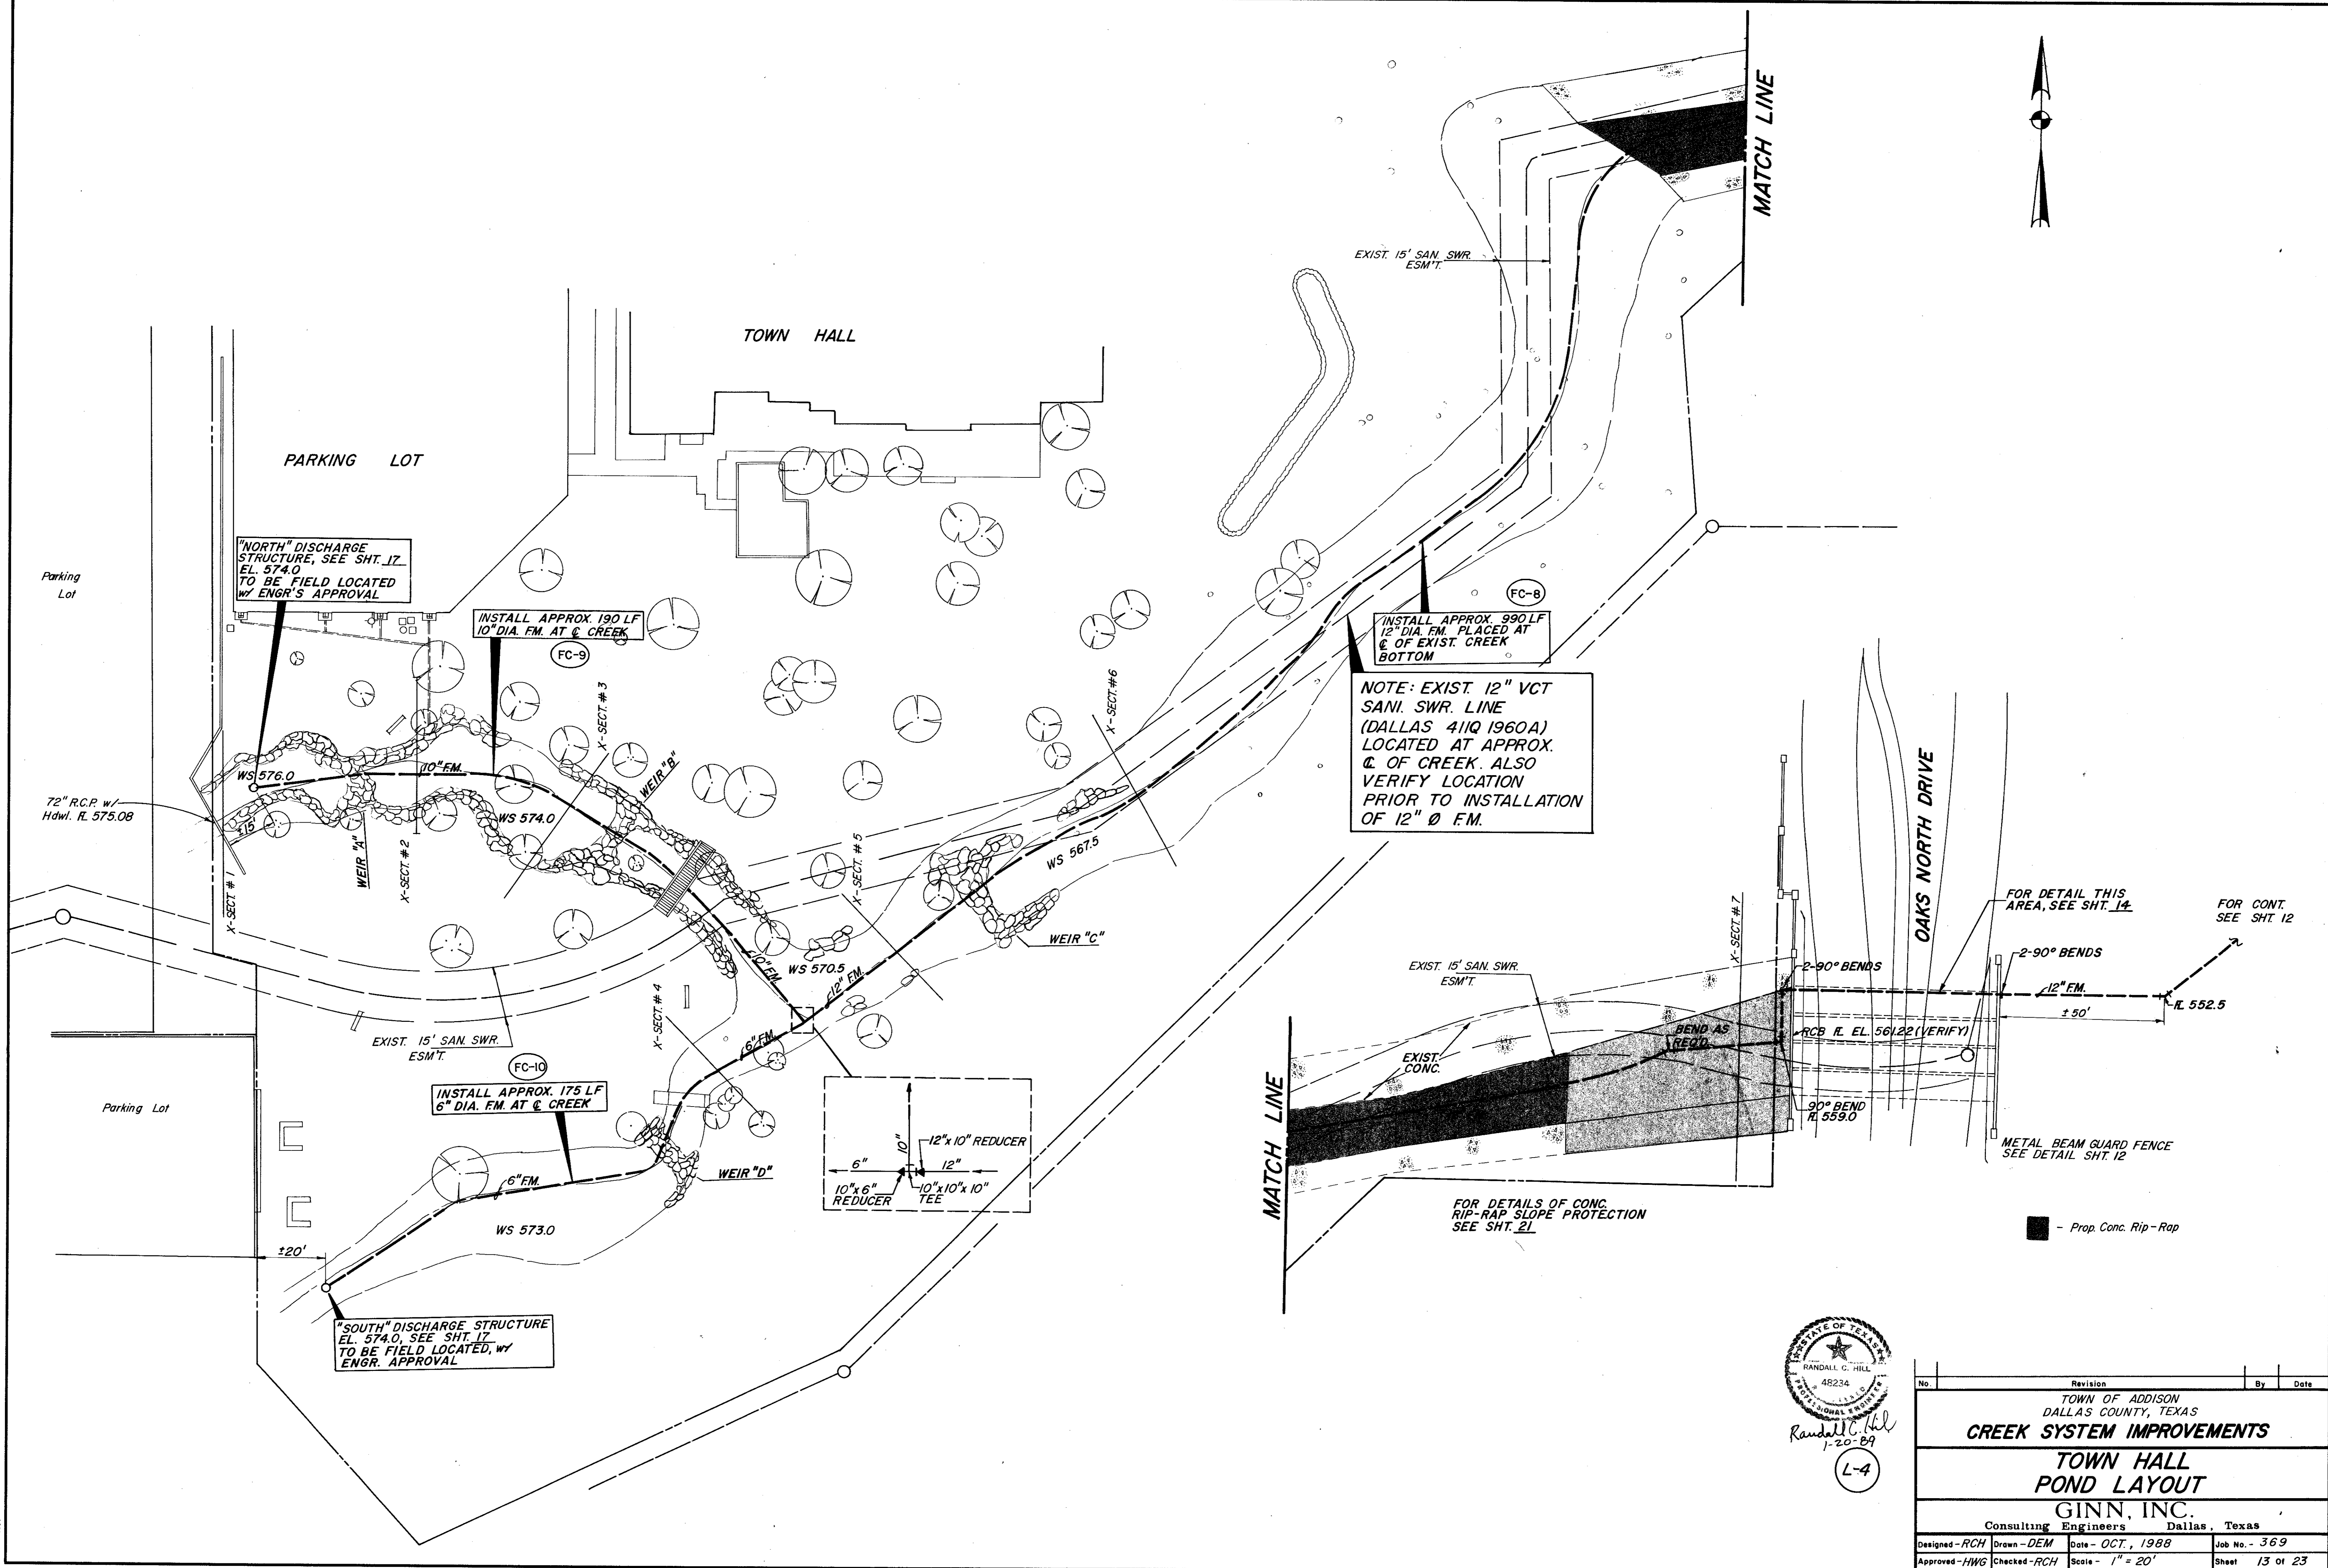 MATCH LINE
EXIST. 15' SAN. SWR.
ESM'T.
TOWN HALL
PARKING LOT
"NORTH" DISCHARGE
STRUCTURE, SEE SHT. 17
EL. 574.0
TO BE FIELD LOCATED
W/ ENGR'S APPROVAL
Parking
Lot
INSTALL APPROX. 190 LF
10" DIA. F.M. AT ℄ CREEK
FC-9
FC-8
INSTALL APPROX. 990 LF
12" DIA. F.M. PLACED AT
℄ OF EXIST. CREEK
BOTTOM
NOTE: EXIST. 12" VCT
SANI. SWR. LINE
(DALLAS 411Q 1960A)
LOCATED AT APPROX.
℄ OF CREEK. ALSO
VERIFY LOCATION
PRIOR TO INSTALLATION
OF 12" Ø F.M.
X-SECT. #3
X-SECT. #6
WEIR "B"
WS 576.0
10" F.M.
72" R.C.P. w/
Hdwl. ℄ 575.08
±15'
WS 574.0
WEIR "A"
X-SECT. #2
X-SECT. #1
X-SECT. #5
WS 567.5
WEIR "C"
WS 570.5
10" F.M.
12" F.M.
X-SECT. #4
6" F.M.
EXIST. 15' SAN. SWR.
ESM'T.
FC-10
INSTALL APPROX. 175 LF
6" DIA. F.M. AT ℄ CREEK
Parking Lot
WEIR "D"
6" F.M.
WS 573.0
±20'
"SOUTH" DISCHARGE STRUCTURE
EL. 574.0, SEE SHT. 17
TO BE FIELD LOCATED, W/
ENGR. APPROVAL
10"
12"x 10" REDUCER
6"
12"
10"x 6"
REDUCER
10"x10"x 10"
TEE
OAKS NORTH DRIVE
X-SECT. #7
FOR DETAIL THIS
AREA, SEE SHT. 14
FOR CONT.
SEE SHT 12
2-90° BENDS
2-90° BENDS
12" F.M.
℄ 552.5
±50'
EXIST. 15' SAN. SWR.
ESM'T.
BEND AS
REQ'D.
RCB ℄ EL. 561.22 (VERIFY)
EXIST.
CONC.
90° BEND
℄ 559.0
METAL BEAM GUARD FENCE
SEE DETAIL SHT. 12
MATCH LINE
FOR DETAILS OF CONC.
RIP-RAP SLOPE PROTECTION
SEE SHT. 21
- Prop. Conc. Rip-Rap
STATE OF TEXAS
RANDALL C. HILL
48234
PROFESSIONAL ENGINEER
Randall C. Hill
1-20-89
L-4
No. Revision By Date
TOWN OF ADDISON
DALLAS COUNTY, TEXAS
CREEK SYSTEM IMPROVEMENTS
TOWN HALL
POND LAYOUT
GINN, INC.
Consulting Engineers Dallas, Texas
Designed - RCH Drawn - DEM Date - OCT., 1988 Job No. - 369
Approved - HWG Checked - RCH Scale - 1" = 20' Sheet 13 Of 23